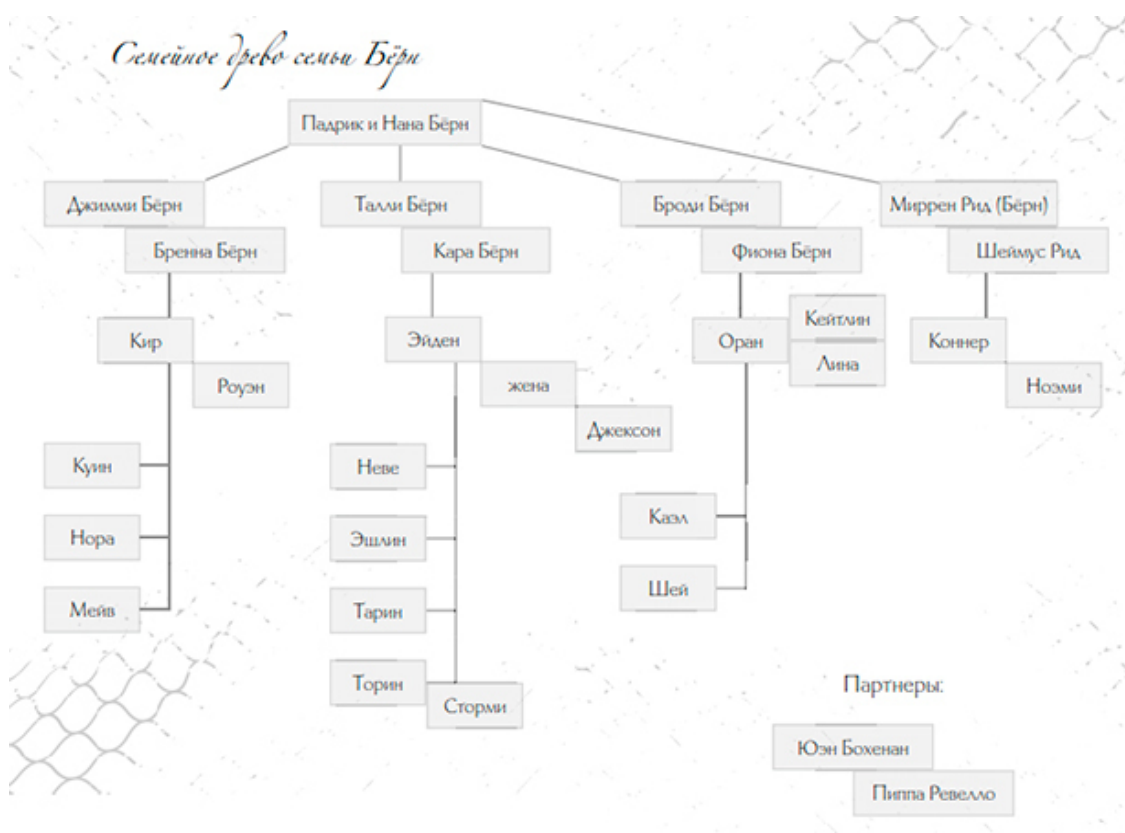 Семейное древо семьи Бёрн
Падрик и Нана Бёрн
Джимми Бёрн
Талли Бёрн
Броди Бёрн
Миррен Рид (Бёрн)
Бренна Бёрн
Кара Бёрн
Фиона Бёрн
Шеймус Рид
Кир
Эйден
Оран
Кейтлин
Лина
Коннер
Роуэн
жена
Ноэми
Джексон
Куин
Неве
Каэл
Нора
Эшлин
Шей
Мейв
Тарин
Торин
Сторми
Партнеры:
Юэн Бохенан
Пиппа Ревелло